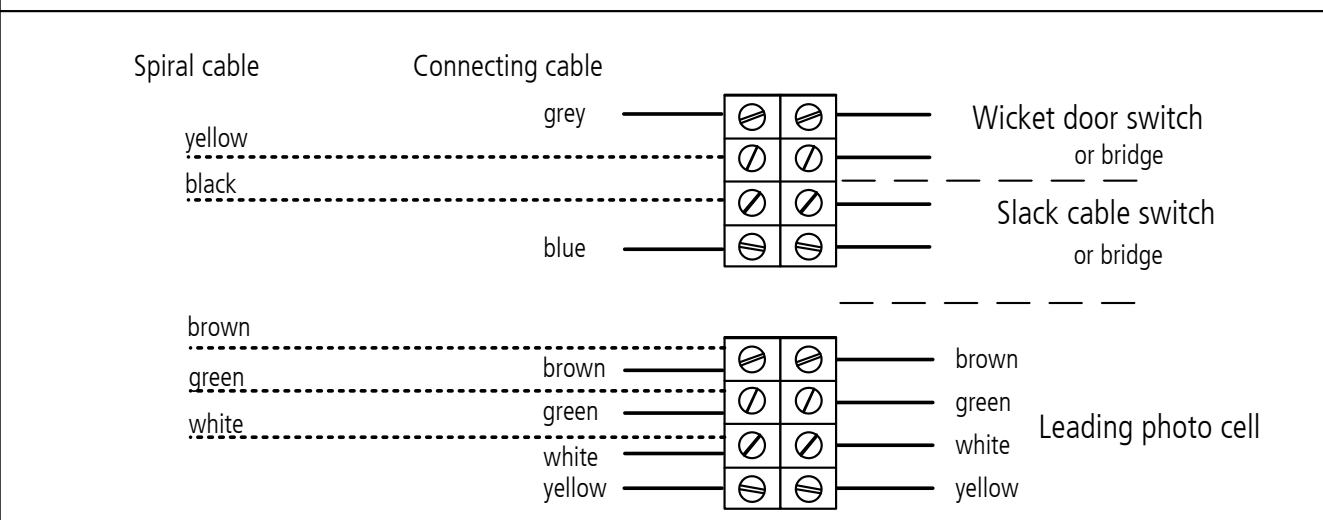 Spiral cable
Connecting cable
grey
Wicket door switch
yellow
or bridge
black
Slack cable switch
blue
or bridge
brown
brown
brown
green
green
green
white
white
Leading photo cell
white
yellow
yellow